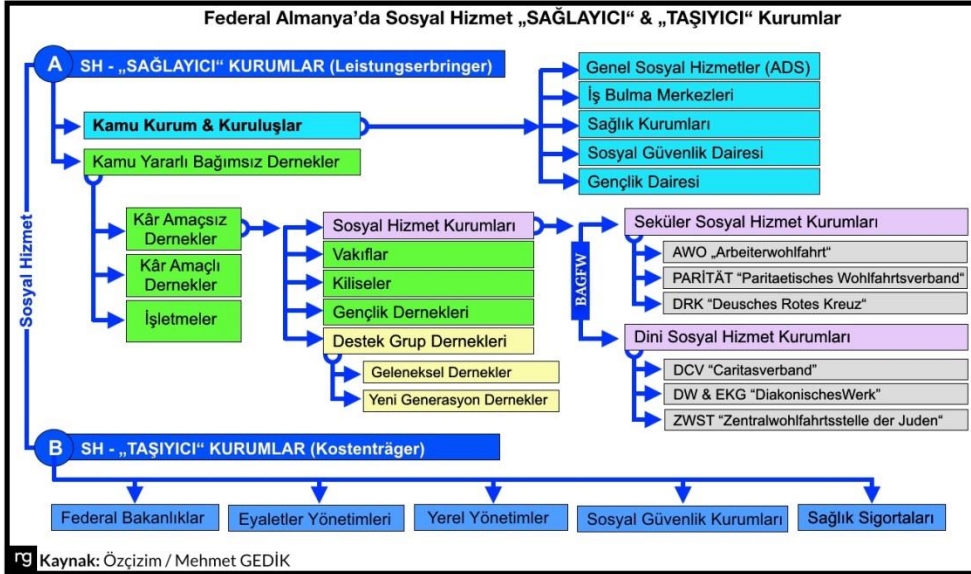 Federal Almanya’da Sosyal Hizmet „SAĞLAYICI“ & „TAŞIYICI“ Kurumlar
Sosyal Hizmet
A
SH - „SAĞLAYICI“ KURUMLAR (Leistungserbringer)
Kamu Kurum & Kuruluşlar
Genel Sosyal Hizmetler (ADS)
İş Bulma Merkezleri
Sağlık Kurumları
Sosyal Güvenlik Dairesi
Gençlik Dairesi
Kamu Yararlı Bağımsız Dernekler
Kâr Amaçsız
Dernekler
Kâr Amaçlı
Dernekler
İşletmeler
Sosyal Hizmet Kurumları
Vakıflar
Kiliseler
Gençlik Dernekleri
Destek Grup Dernekleri
Geleneksel Dernekler
Yeni Generasyon Dernekler
BAGFW
Seküler Sosyal Hizmet Kurumları
AWO „Arbeiterwohlfahrt“
PARİTÄT “Paritaetisches Wohlfahrtsverband“
DRK “Deusches Rotes Kreuz“
Dini Sosyal Hizmet Kurumları
DCV “Caritasverband”
DW & EKG “DiakonischesWerk”
ZWST “Zentralwohlfahrtsstelle der Juden“
B
SH - „TAŞIYICI“ KURUMLAR (Kostenträger)
Federal Bakanlıklar
Eyaletler Yönetimleri
Yerel Yönetimler
Sosyal Güvenlik Kurumları
Sağlık Sigortaları
rg
Kaynak: Özçizim / Mehmet GEDİK